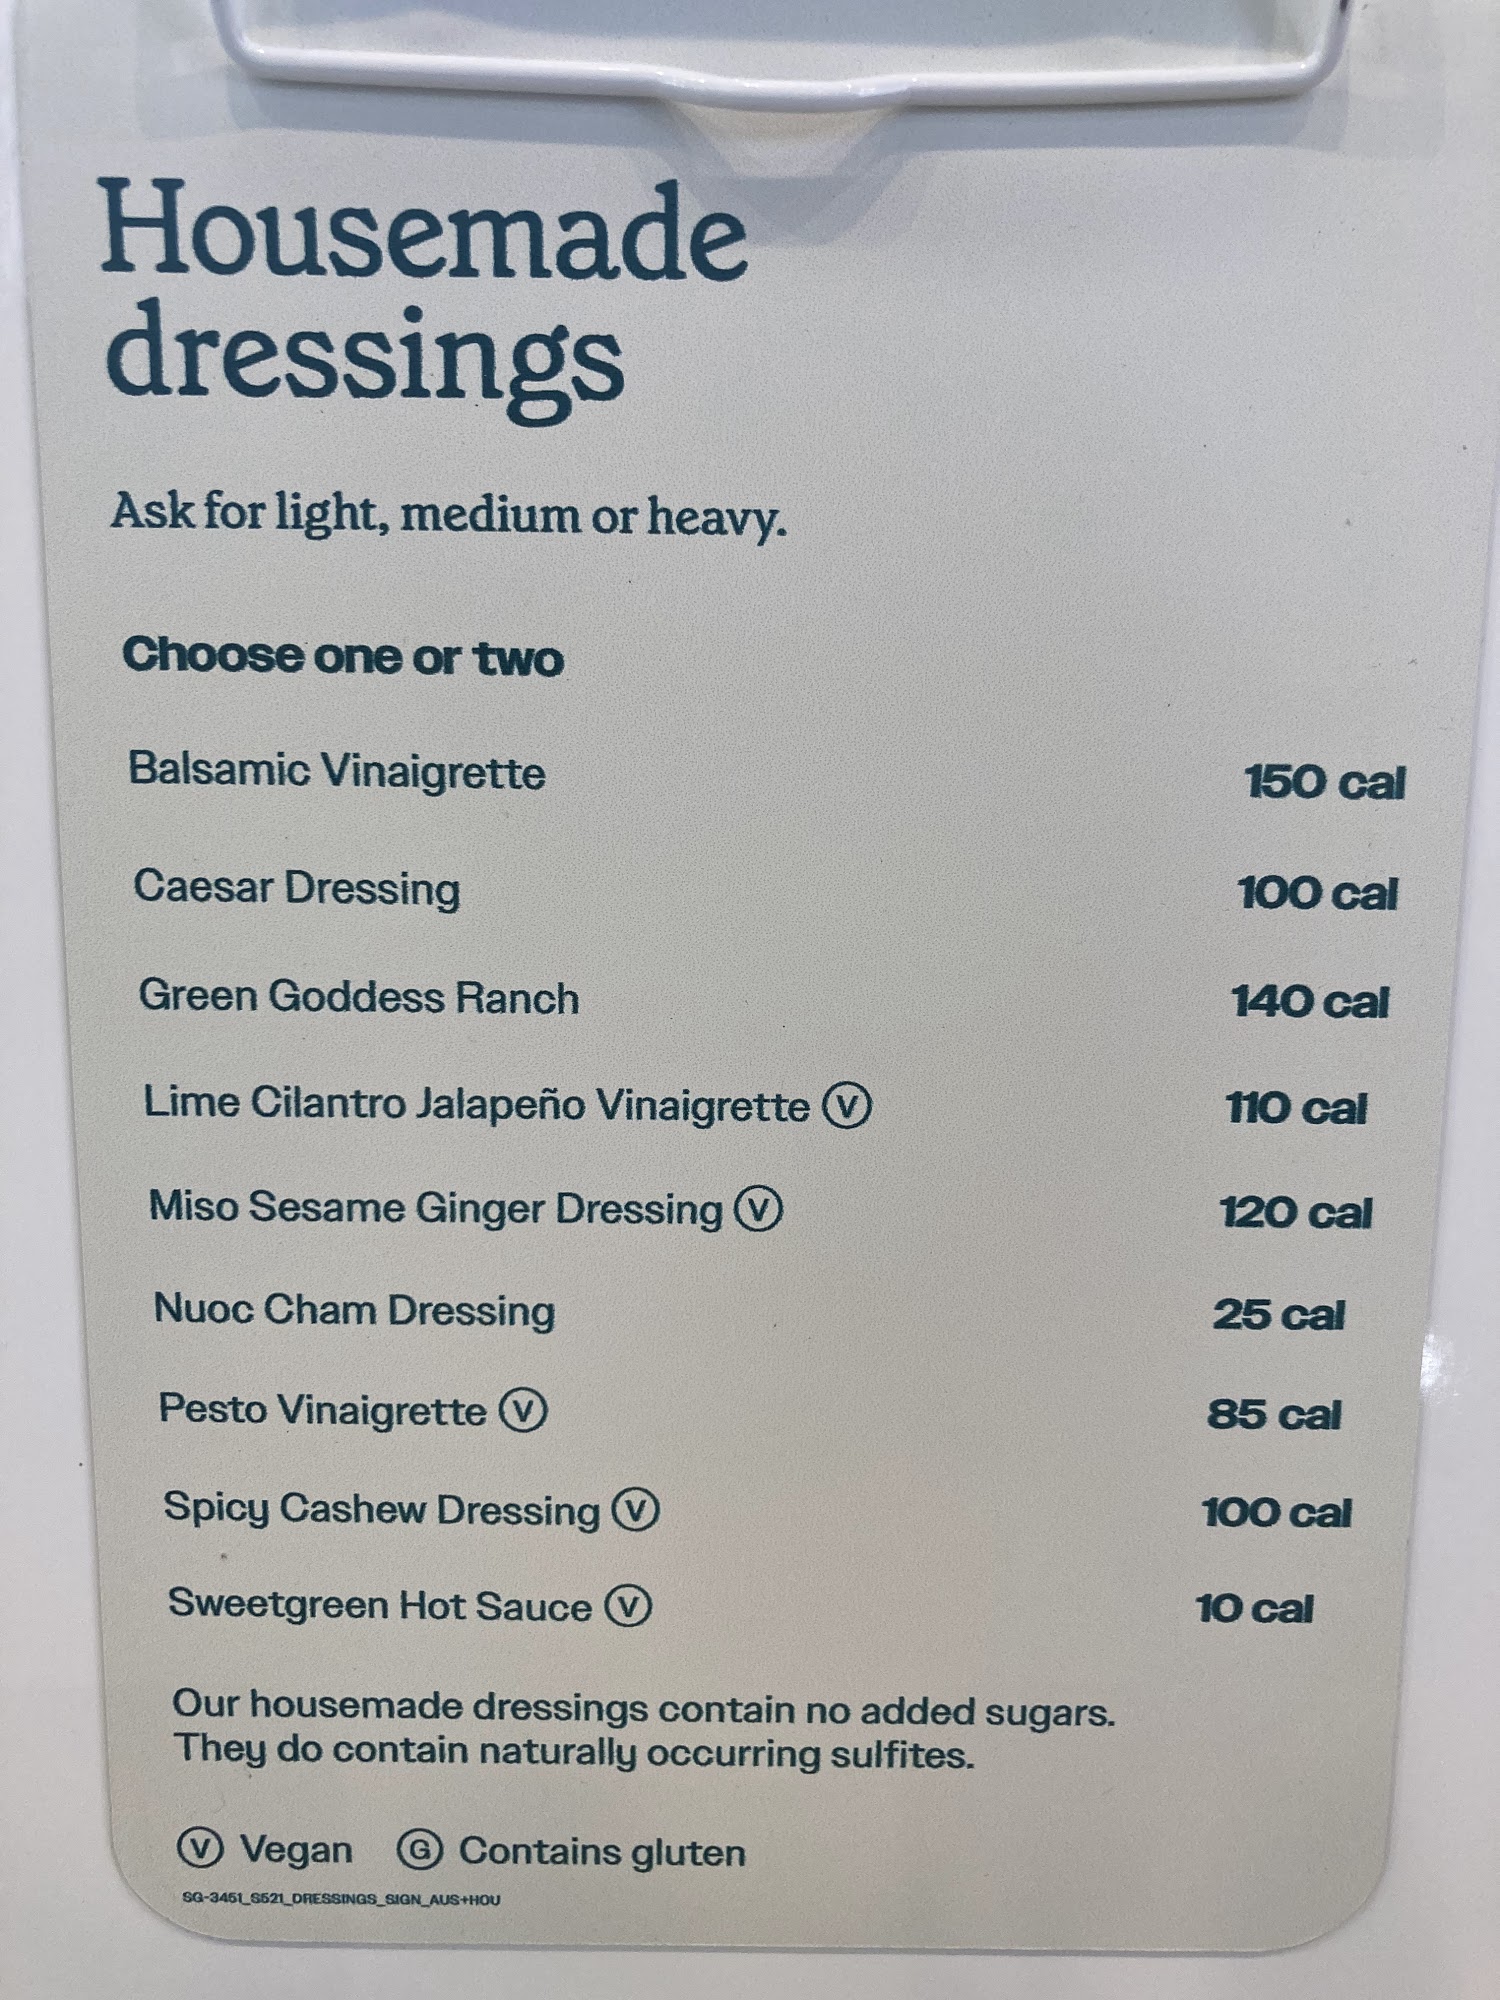 Housemade
dressings
Ask for light, medium or heavy.
Choose one or two
Balsamic Vinaigrette 150 cal
Caesar Dressing 100 cal
Green Goddess Ranch 140 cal
Lime Cilantro Jalapeño Vinaigrette Ⓥ 110 cal
Miso Sesame Ginger Dressing Ⓥ 120 cal
Nuoc Cham Dressing 25 cal
Pesto Vinaigrette Ⓥ 85 cal
Spicy Cashew Dressing Ⓥ 100 cal
Sweetgreen Hot Sauce Ⓥ 10 cal
Our housemade dressings contain no added sugars.
They do contain naturally occurring sulfites.
Ⓥ Vegan Ⓖ Contains gluten
SG-3451_S521_DRESSINGS_SIGN_AUS+HOU